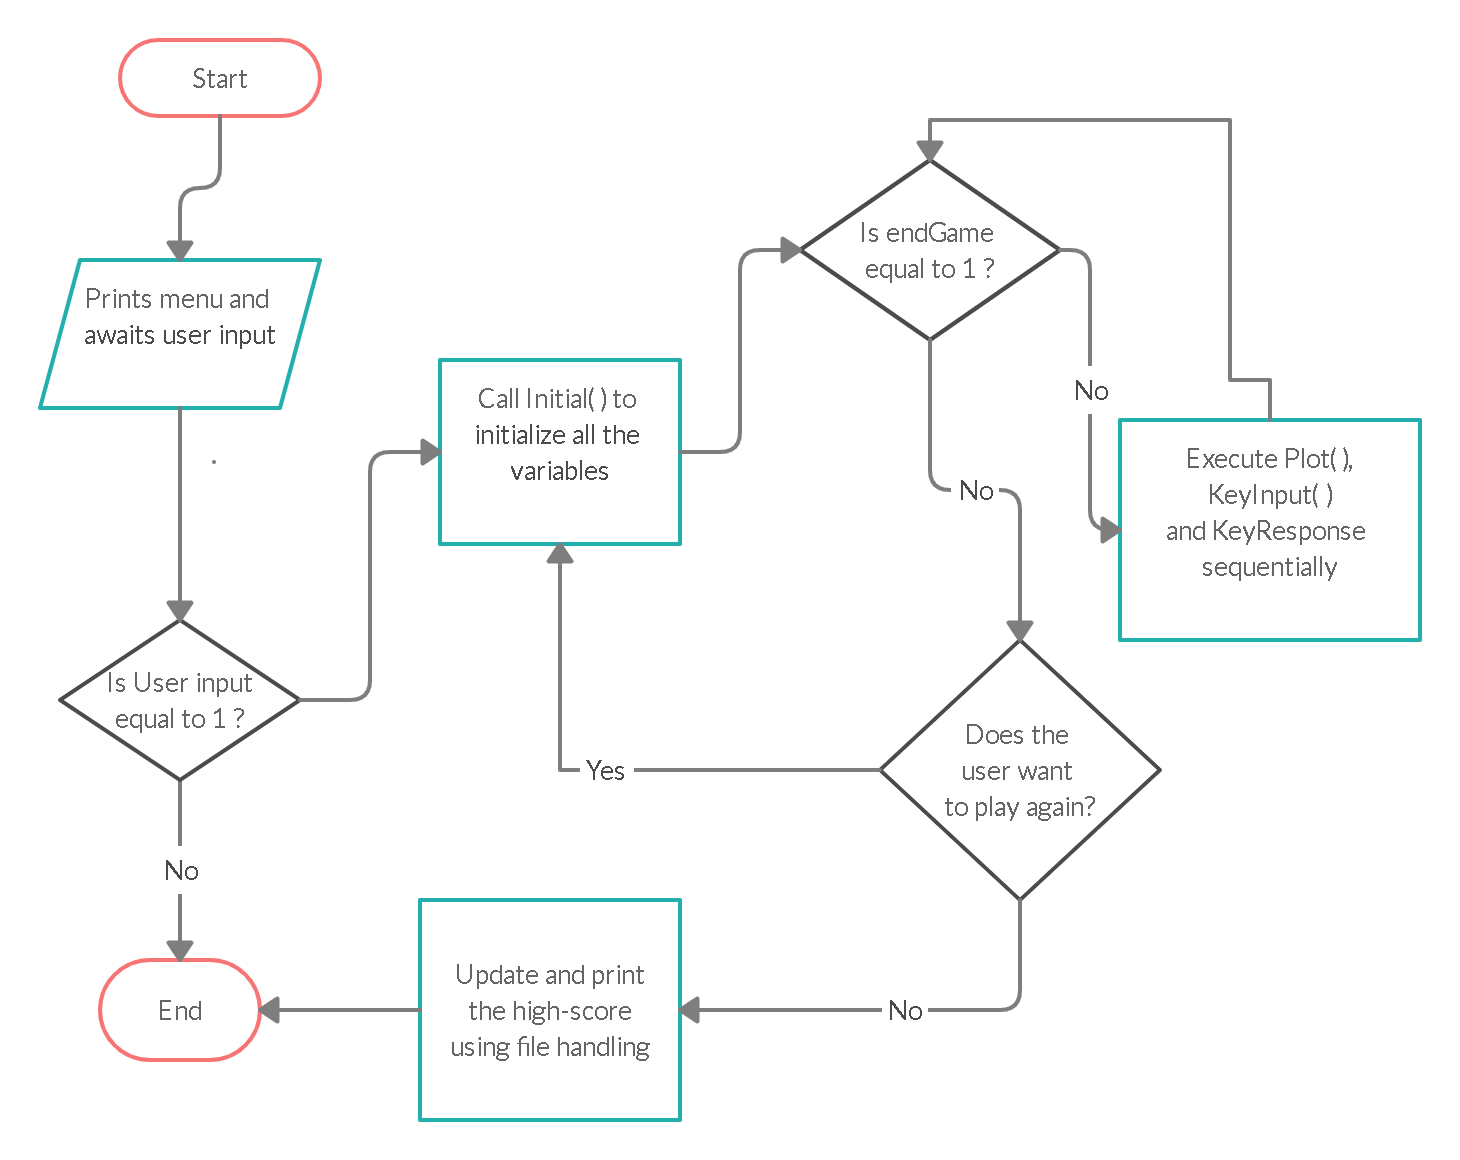 Start
Prints menu and
awaits user input
Is User input
equal to 1 ?
No
End
Call Initial( ) to
initialize all the
variables
Is endGame
equal to 1 ?
No
Execute Plot( ),
KeyInput( )
and KeyResponse
sequentially
No
Does the
user want
to play again?
Yes
No
Update and print
the high-score
using file handling